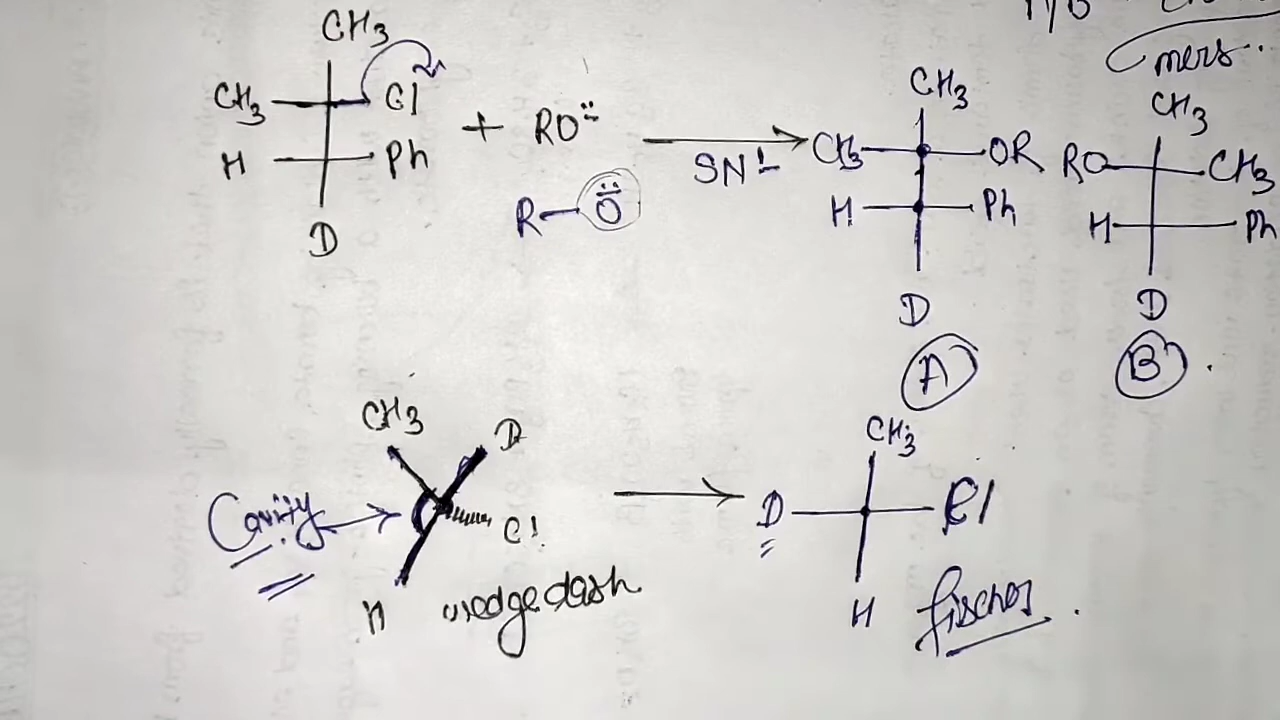 CH3
CH3 Cl + RO:- SN1 CH3 OR
H Ph
D
R-Ö
CH3
H Ph
D
A
mers.
CH3
RO CH3
H Ph
D
B
CH3 D
Cavity
Cl
H wedge dash
CH3
D Cl
H fischer